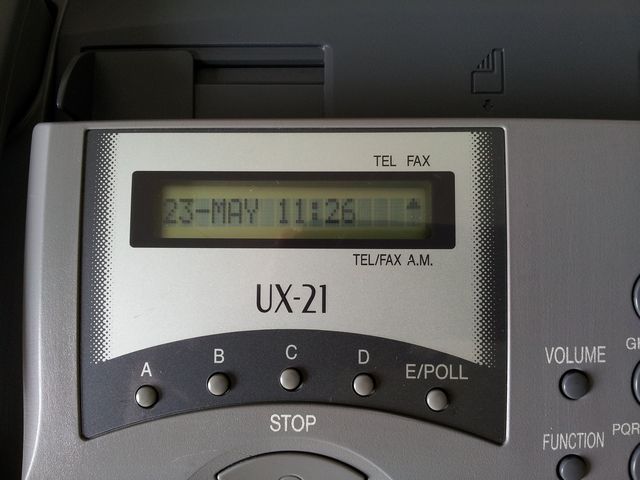 TEL FAX
23-MAY 11:26
TEL/FAX A.M.
UX-21
A B C D E/POLL
STOP
VOLUME
FUNCTION